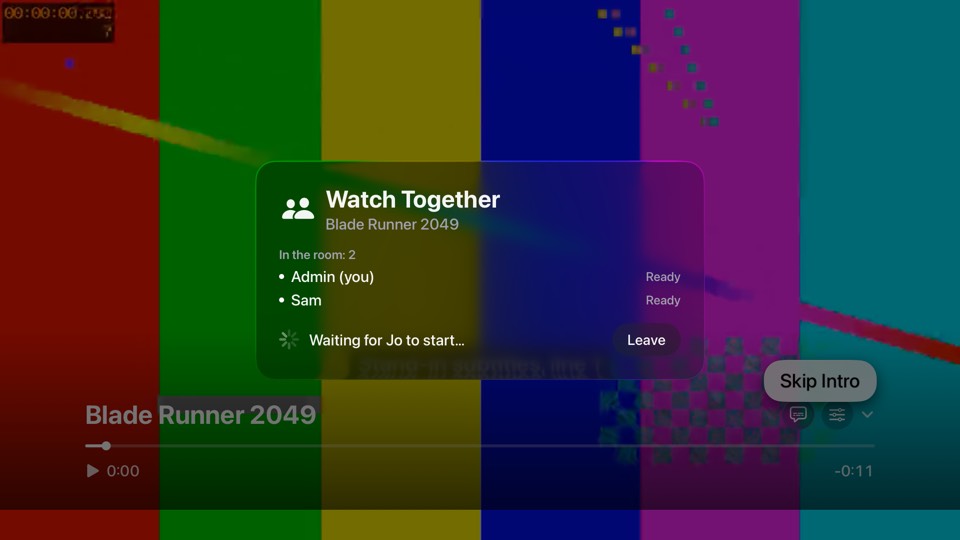 Watch Together
Blade Runner 2049
In the room: 2
• Admin (you) Ready
• Sam Ready
Waiting for Jo to start... Leave
Skip Intro
Blade Runner 2049
0:00 -0:11